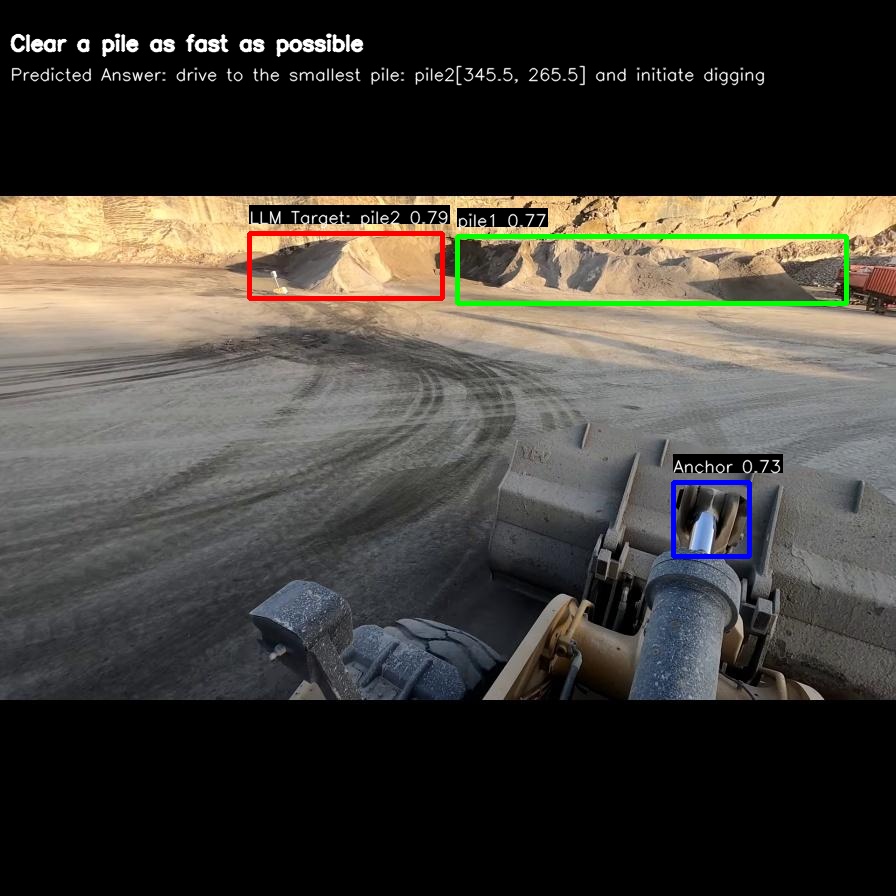 Clear a pile as fast as possible
Predicted Answer: drive to the smallest pile: pile2[345.5, 265.5] and initiate digging
LLM Target: pile2 0.79
pile1 0.77
Anchor 0.73